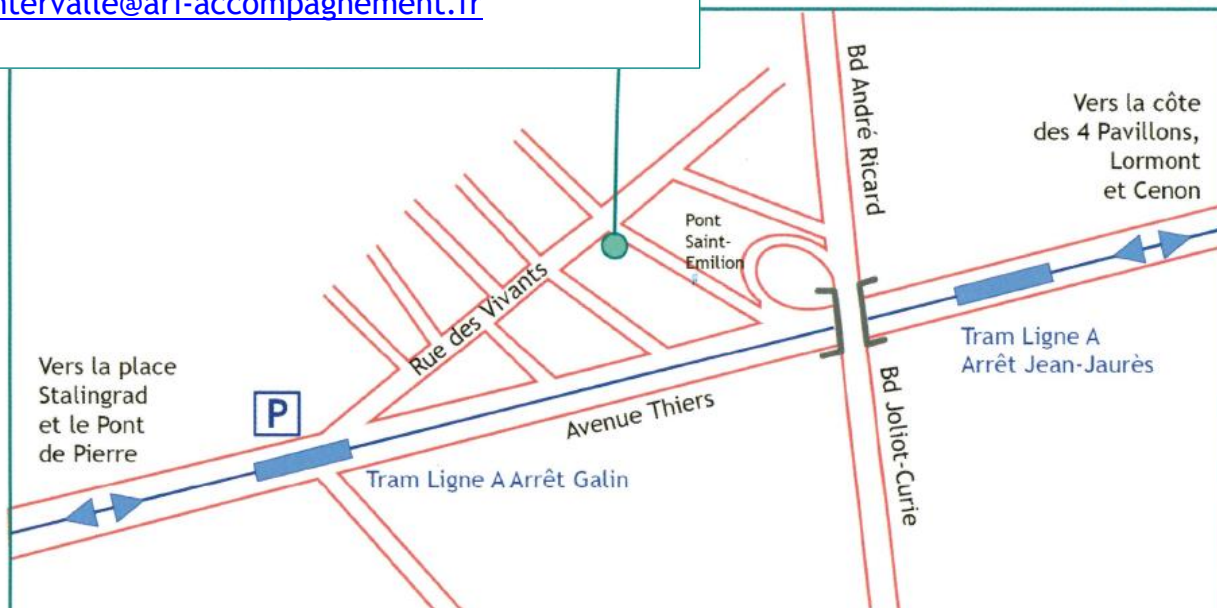 ntervalle@ari-accompagnement.fr
Bd André Ricard
Vers la côte
des 4 Pavillons,
Lormont
et Cenon
Pont
Saint-
Emilion
Rue des Vivants
Tram Ligne A
Arrêt Jean-Jaurès
Vers la place
Stalingrad
et le Pont
de Pierre
P
Avenue Thiers
Bd Joliot-Curie
Tram Ligne A Arrêt Galin